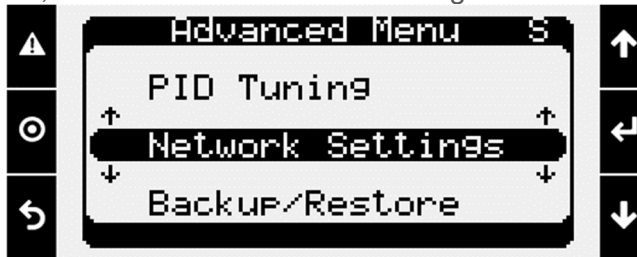 Advanced Menu S
PID Tuning
Network Settings
Backup/Restore